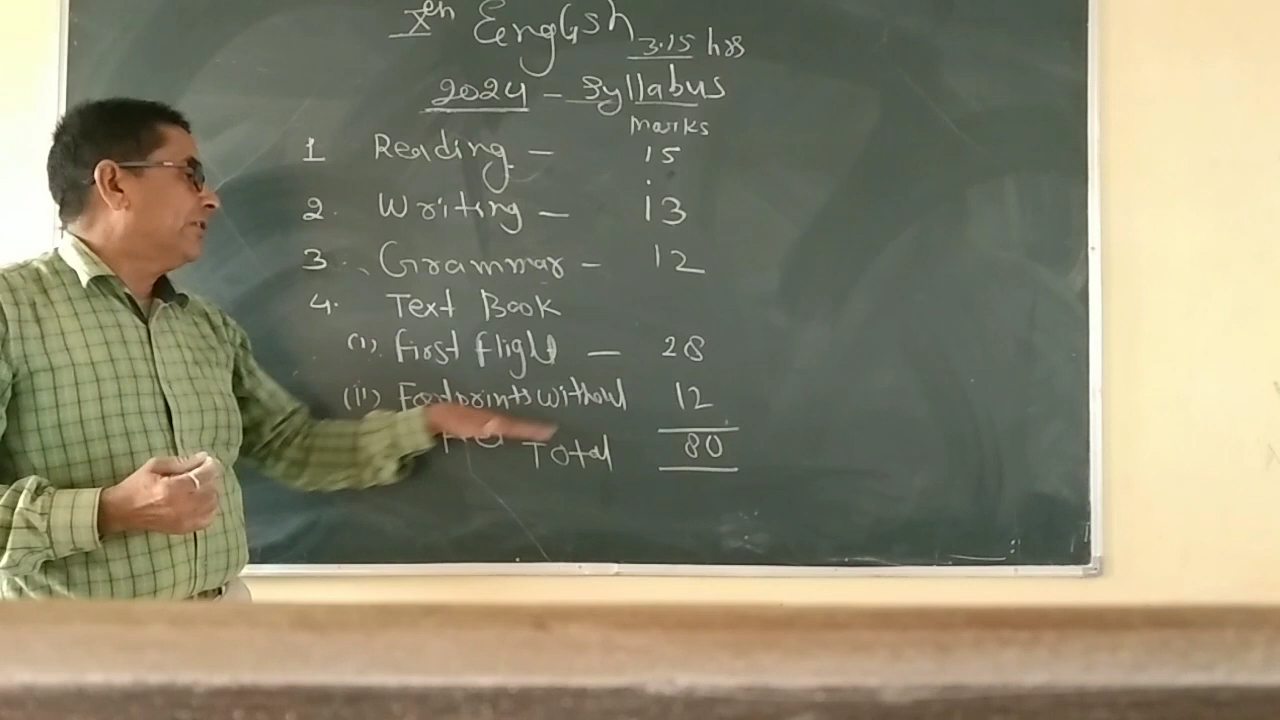 Xth English 3.15 hrs
2024 - Syllabus
Marks
1 Reading - 15
2. Writing - 13
3. Grammar - 12
4. Text Book
(i). First flight - 28
(ii) Footprints without 12
Total 80